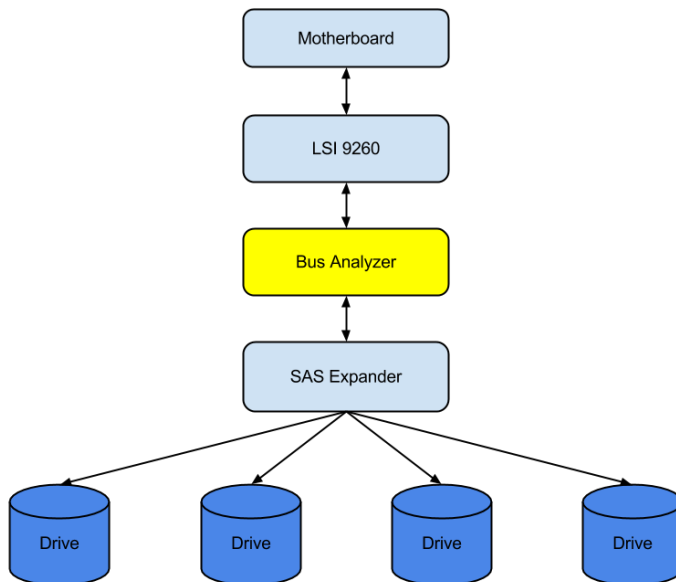 Motherboard
LSI 9260
Bus Analyzer
SAS Expander
Drive
Drive
Drive
Drive